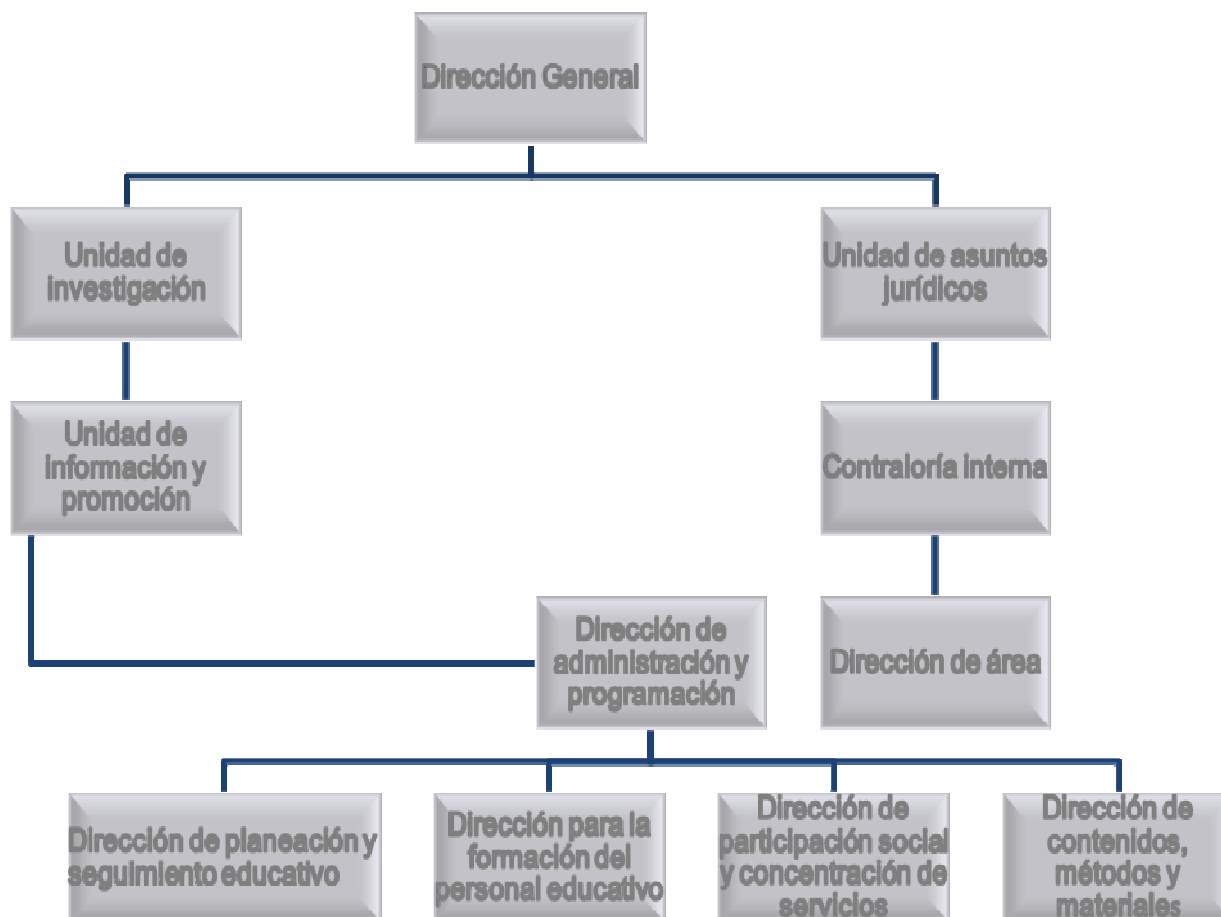 Dirección General
Unidad de
investigación
Unidad de asuntos
jurídicos
Unidad de
información y
promoción
Contraloría interna
Dirección de
administración y
programación
Dirección de área
Dirección de planeación y
seguimiento educativo
Dirección para la
formación del
personal educativo
Dirección de
participación social
y concentración de
servicios
Dirección de
contenidos,
métodos y
materiales